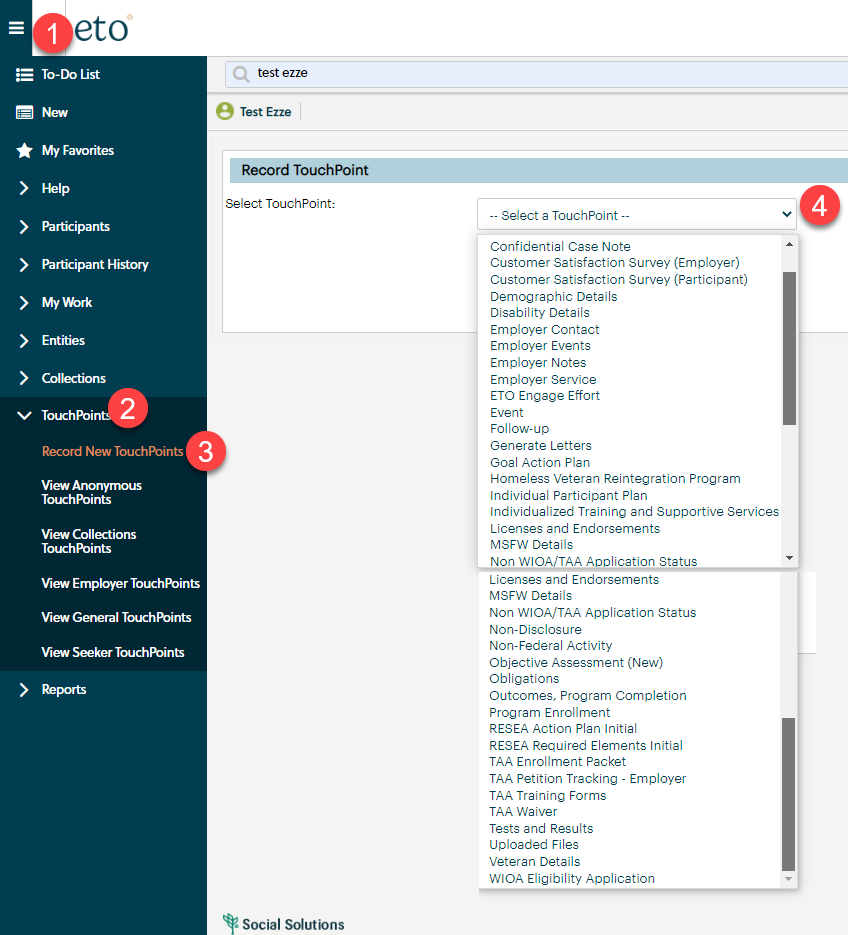 1
eto
To-Do List
New
My Favorites
Help
Participants
Participant History
My Work
Entities
Collections
TouchPoints
2
Record New TouchPoints
3
View Anonymous
TouchPoints
View Collections
TouchPoints
View Employer TouchPoints
View General TouchPoints
View Seeker TouchPoints
Reports
test ezze
Test Ezze
Record TouchPoint
Select TouchPoint:
-- Select a TouchPoint --
4
Confidential Case Note
Customer Satisfaction Survey (Employer)
Customer Satisfaction Survey (Participant)
Demographic Details
Disability Details
Employer Contact
Employer Events
Employer Notes
Employer Service
ETO Engage Effort
Event
Follow-up
Generate Letters
Goal Action Plan
Homeless Veteran Reintegration Program
Individual Participant Plan
Individualized Training and Supportive Services
Licenses and Endorsements
MSFW Details
Non WIOA/TAA Application Status
Licenses and Endorsements
MSFW Details
Non WIOA/TAA Application Status
Non-Disclosure
Non-Federal Activity
Objective Assessment (New)
Obligations
Outcomes, Program Completion
Program Enrollment
RESEA Action Plan Initial
RESEA Required Elements Initial
TAA Enrollment Packet
TAA Petition Tracking - Employer
TAA Training Forms
TAA Waiver
Tests and Results
Uploaded Files
Veteran Details
WIOA Eligibility Application
Social Solutions